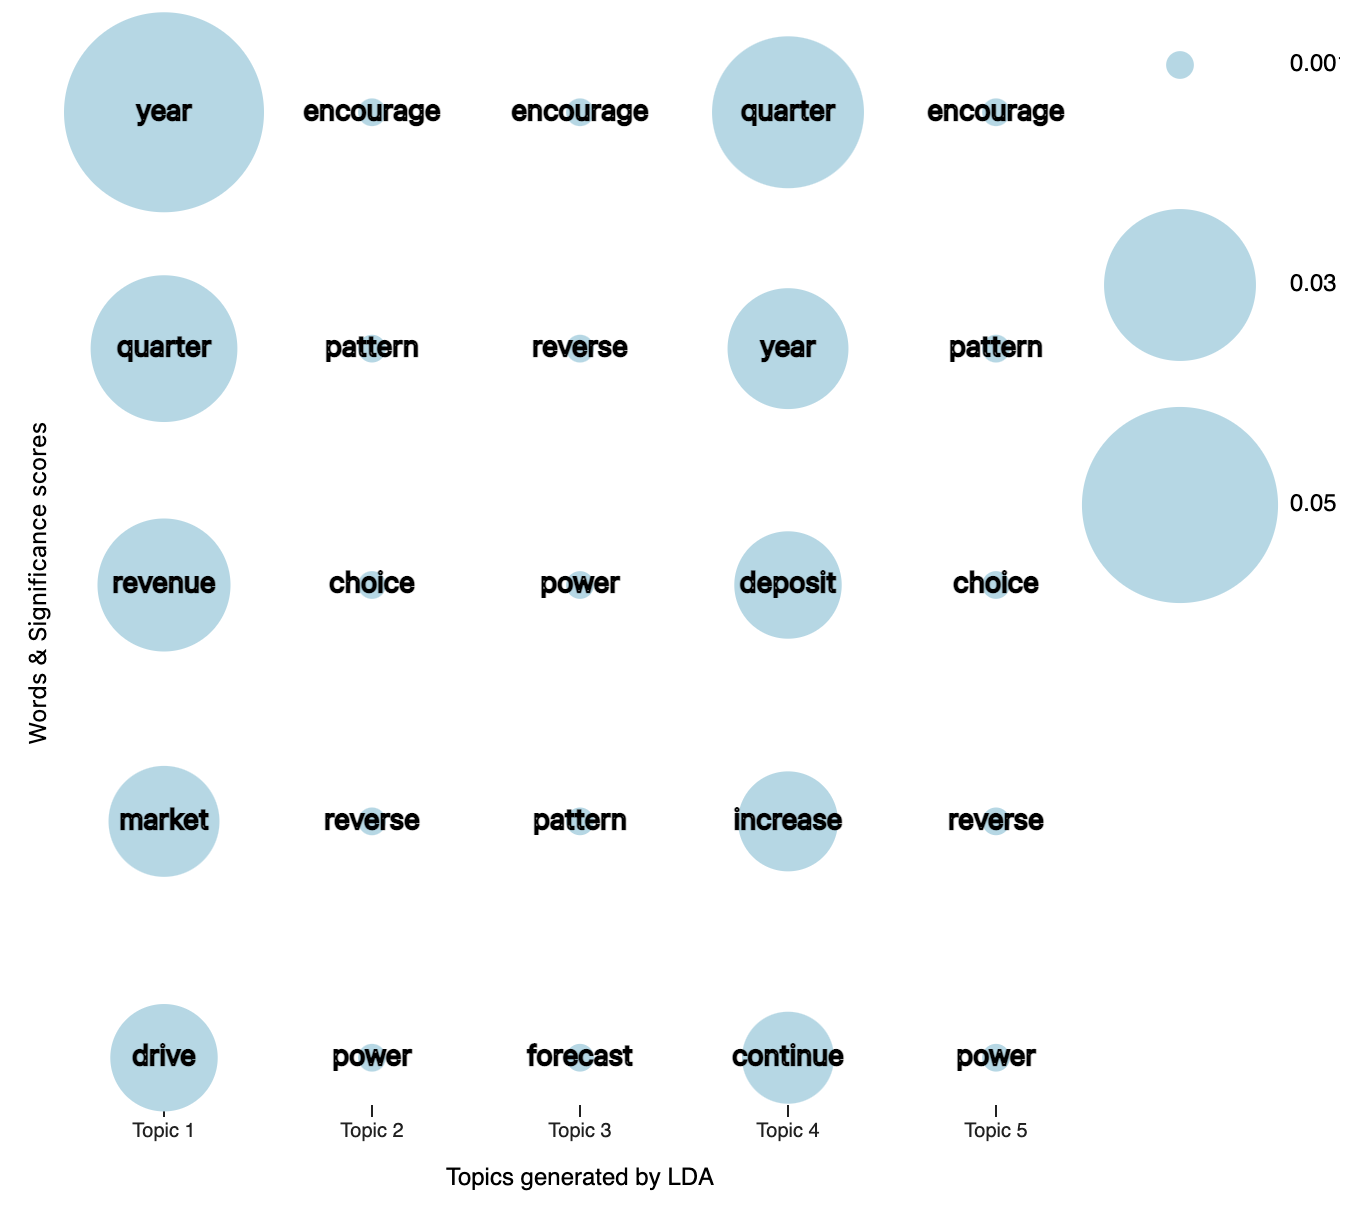 year encourage encourage quarter encourage
quarter pattern reverse year pattern
revenue choice power deposit choice
market reverse pattern increase reverse
drive power forecast continue power
Topic 1 Topic 2 Topic 3 Topic 4 Topic 5
Topics generated by LDA
Words & Significance scores
0.00
0.03
0.05